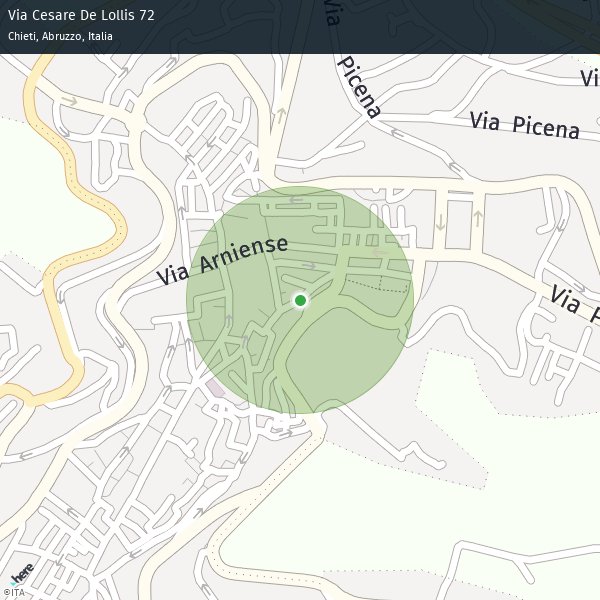 Via Cesare De Lollis 72
Chieti, Abruzzo, Italia
Via Picena
Vi
Via Picena
Via Arniense
Via P
here
©ITA